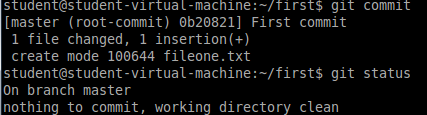 student@student-virtual-machine:~/first$ git commit
[master (root-commit) 0b20821] First commit
 1 file changed, 1 insertion(+)
 create mode 100644 fileone.txt
student@student-virtual-machine:~/first$ git status
On branch master
nothing to commit, working directory clean